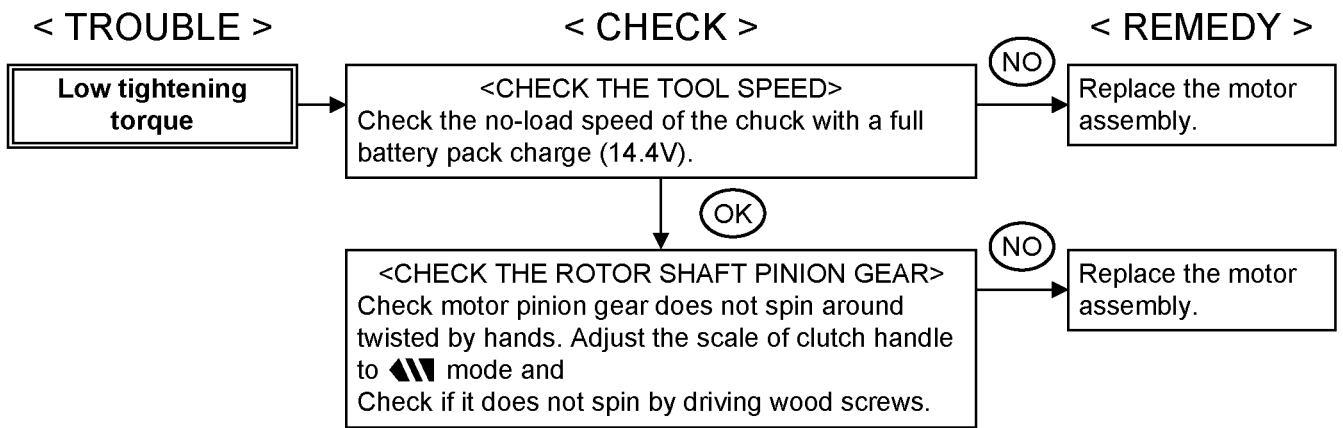 < TROUBLE >
< CHECK >
< REMEDY >
Low tightening
torque
<CHECK THE TOOL SPEED>
Check the no-load speed of the chuck with a full
battery pack charge (14.4V).
NO
Replace the motor
assembly.
OK
<CHECK THE ROTOR SHAFT PINION GEAR>
Check motor pinion gear does not spin around
twisted by hands. Adjust the scale of clutch handle
to mode and
Check if it does not spin by driving wood screws.
NO
Replace the motor
assembly.